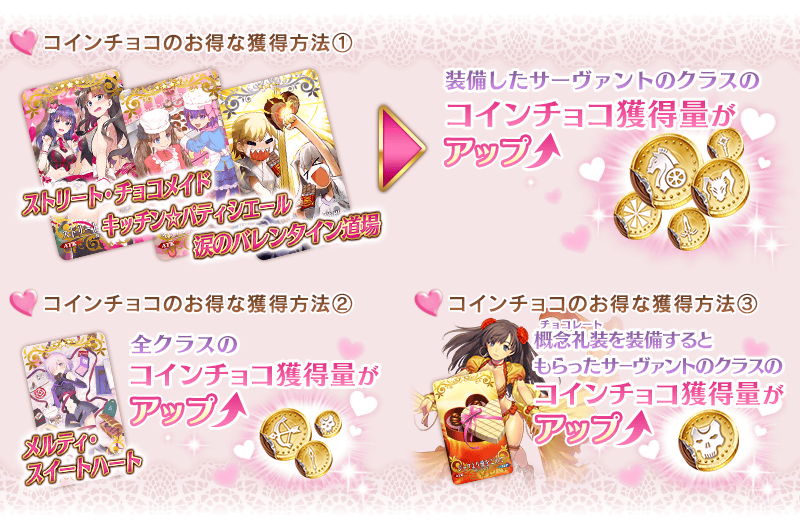 コインチョコのお得な獲得方法①
ストリート・チョコメイド
キッチン☆パティシエール
涙のバレンタイン道場
装備したサーヴァントのクラスの
コインチョコ獲得量が
アップ
コインチョコのお得な獲得方法②
メルティ・
スイートハート
全クラスの
コインチョコ獲得量が
アップ
コインチョコのお得な獲得方法③
チョコレート
概念礼装を装備すると
もらったサーヴァントのクラスの
コインチョコ獲得量が
アップ